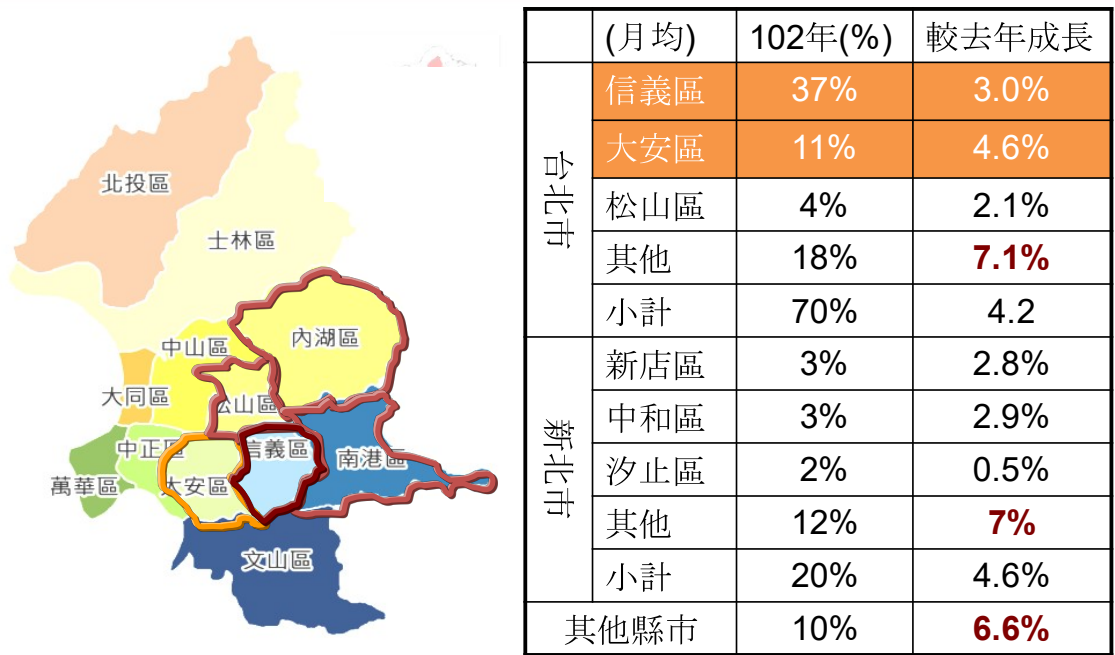 北投區
士林區
內湖區
中山區
大同區
松山區
中正區
信義區
南港區
萬華區
大安區
文山區
(月均) 102年(%) 較去年成長
台北市
信義區 37% 3.0%
大安區 11% 4.6%
松山區 4% 2.1%
其他 18% 7.1%
小計 70% 4.2
新北市
新店區 3% 2.8%
中和區 3% 2.9%
汐止區 2% 0.5%
其他 12% 7%
小計 20% 4.6%
其他縣市 10% 6.6%